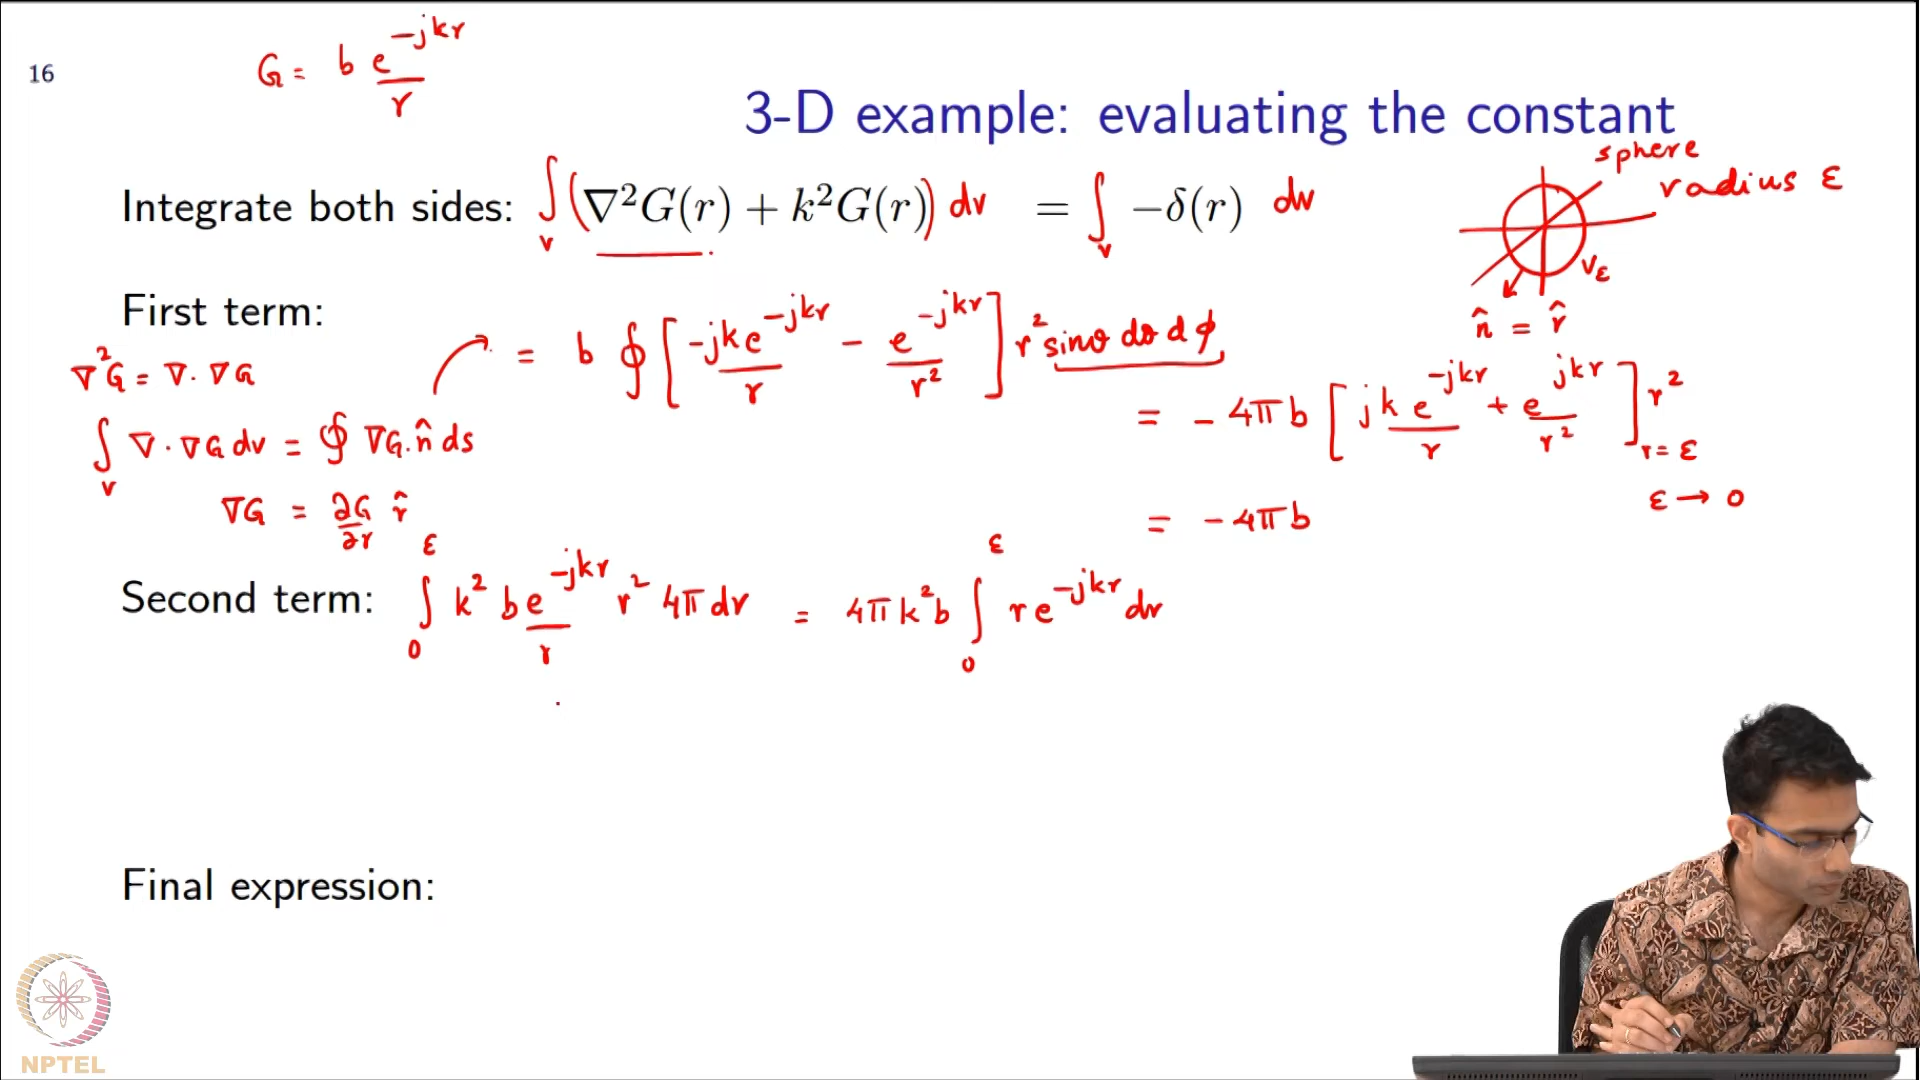 16
G = b e^{-jkr} / r
3-D example: evaluating the constant
sphere
radius ε
Integrate both sides: ∫_v (∇²G(r) + k²G(r)) dv = ∫_v −δ(r) dv
v_ε
n̂ = r̂
First term:
= b ∮ [ -jke^{-jkr} / r − e^{-jkr} / r² ] r² sinθ dθ dϕ
∇²G = ∇·∇G
= -4πb [ jk e^{-jkr} / r + e^{jkr} / r² ] r² _{r=ε}
∫_v ∇·∇G dv = ∮ ∇G.n̂ ds
ε → 0
∇G = ∂G/∂r r̂
= -4πb
Second term: ∫_0^ε k² b e^{-jkr} / r r² 4π dr = 4πk²b ∫_0^ε r e^{-jkr} dr
Final expression:
NPTEL